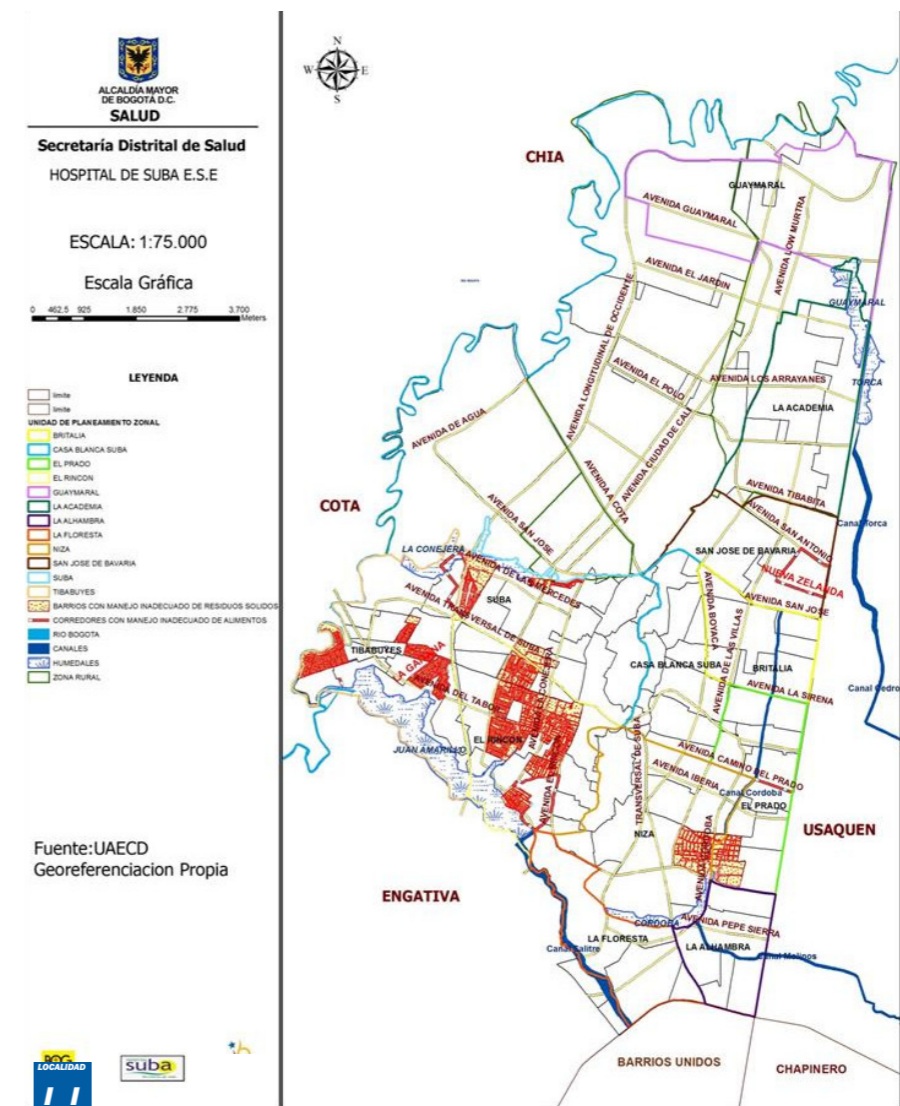 ALCALDÍA MAYOR
DE BOGOTÁ D.C.
SALUD
Secretaría Distrital de Salud
HOSPITAL DE SUBA E.S.E
ESCALA: 1:75.000
Escala Gráfica
0 462,5 925 1.850 2.775 3.700
Meters
LEYENDA
limite
limite
UNIDAD DE PLANEAMIENTO ZONAL
BRITALIA
CASA BLANCA SUBA
EL PRADO
EL RINCON
GUAYMARAL
LA ACADEMIA
LA ALHAMBRA
LA FLORESTA
NIZA
SAN JOSE DE BAVARIA
SUBA
TIBABUYES
BARRIOS CON MANEJO INADECUADO DE RESIDUOS SOLIDOS
CORREDORES CON MANEJO INADECUADO DE ALIMENTOS
RIO BOGOTA
CANALES
HUMEDALES
ZONA RURAL
Fuente:UAECD
Georeferenciacion Propia
LOCALIDAD
suba
N
W E
S
CHIA
GUAYMARAL
AVENIDA GUAYMARAL
AVENIDA LOW MURTRA
AVENIDA EL JARDIN
GUAYMARAL
AVENIDA LONGITUDINAL DE OCCIDENTE
AVENIDA EL POLO
AVENIDA LOS ARRAYANES
TORCA
LA ACADEMIA
AVENIDA DE AGUA
AVENIDA CIUDAD DE CALI
AVENIDA A COTA
AVENIDA TIBABITA
COTA
AVENIDA SAN JOSE
AVENIDA SAN ANTONIO
Canal Torca
LA CONEJERA
AVENIDA DE LAS MERCEDES
SAN JOSE DE BAVARIA
NUEVA ZELANDA
SUBA
AVENIDA TRANSVERSAL DE SUBA
AVENIDA BOYACA
AVENIDA SAN JOSE
AVENIDA DE LAS VILLAS
TIBABUYES
LA GAITANA
CASA BLANCA SUBA
BRITALIA
AVENIDA DEL TABOR
AVENIDA LA CONEJERA
AVENIDA LA SIRENA
Canal Cedro
EL RINCON
JUAN AMARILLO
AVENIDA EL RINCON
TRANSVERSAL DE SUBA
AVENIDA CAMINO DEL PRADO
AVENIDA IBERIA
Canal Cordoba
EL PRADO
NIZA
AVENIDA CORDOBA
USAQUEN
ENGATIVA
CORDOBA
AVENIDA PEPE SIERRA
LA FLORESTA
LA ALHAMBRA
Canal Salitre
Canal Molinos
BARRIOS UNIDOS
CHAPINERO